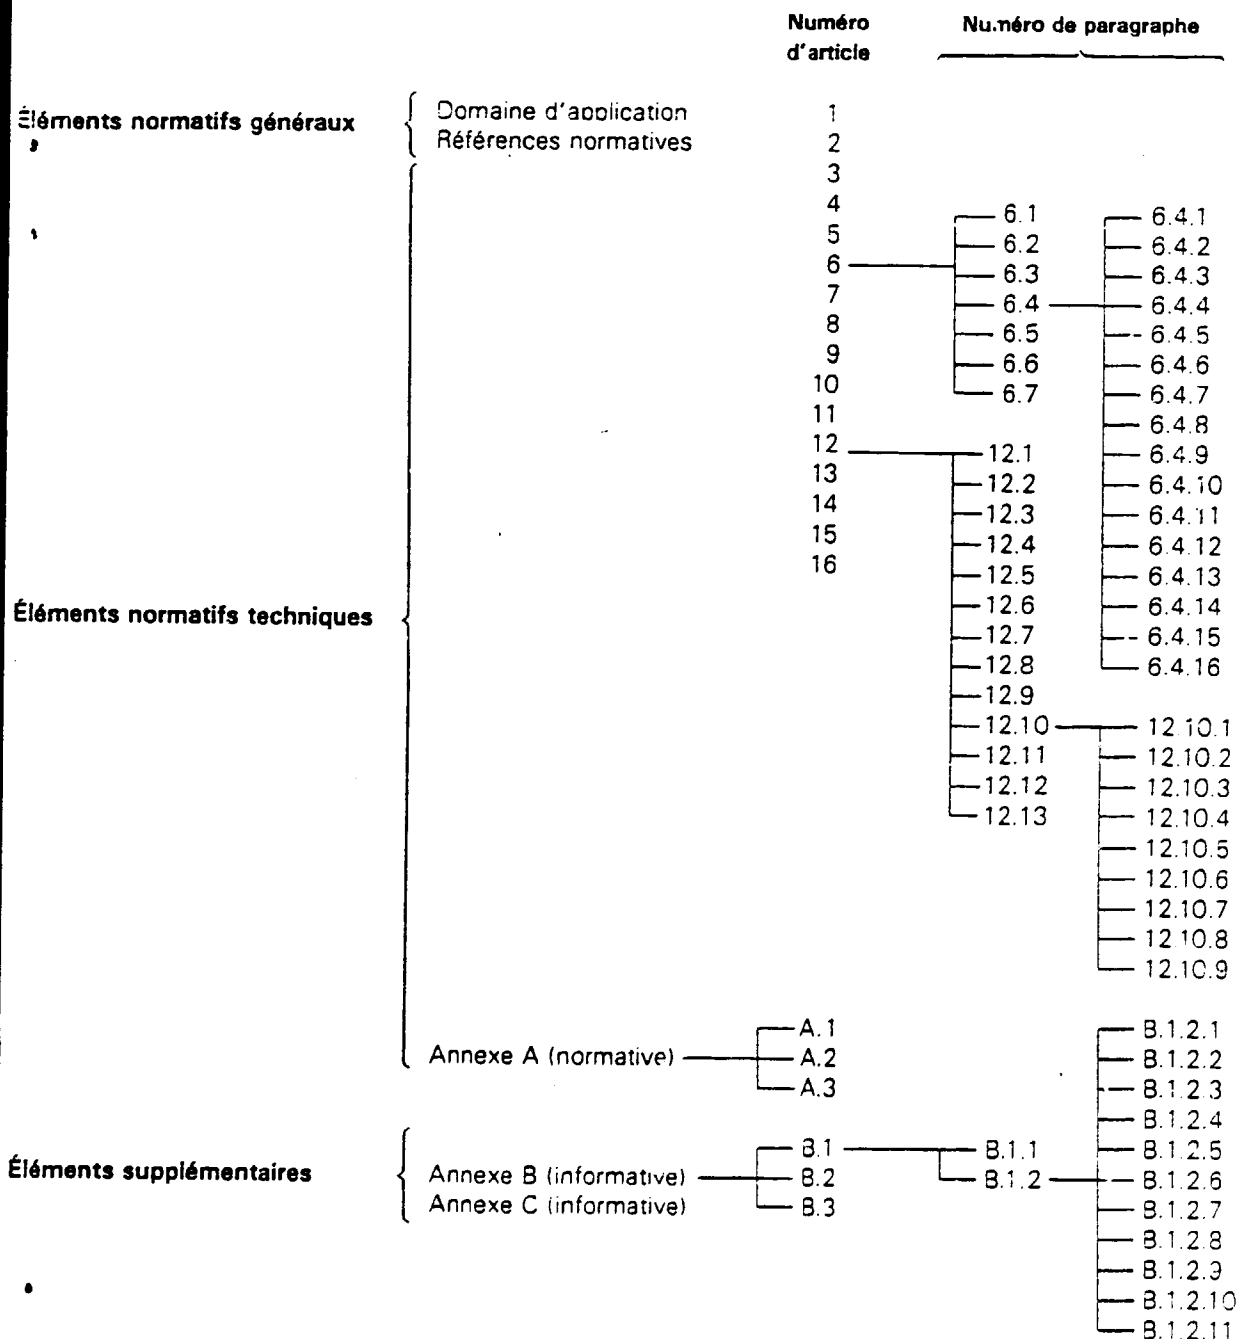 Numéro Numéro de paragraphe
d'article
Éléments normatifs généraux Domaine d'application 1
Références normatives 2
3
4 6.1 6.4.1
5 6.2 6.4.2
6 6.3 6.4.3
7 6.4 6.4.4
8 6.5 6.4.5
9 6.6 6.4.6
10 6.7 6.4.7
11 6.4.8
12 12.1 6.4.9
13 12.2 6.4.10
14 12.3 6.4.11
15 12.4 6.4.12
16 12.5 6.4.13
Éléments normatifs techniques 12.6 6.4.14
12.7 6.4.15
12.8 6.4.16
12.9
12.10 12.10.1
12.11 12.10.2
12.12 12.10.3
12.13 12.10.4
12.10.5
12.10.6
12.10.7
12.10.8
12.10.9
A.1 B.1.2.1
Annexe A (normative) A.2 B.1.2.2
A.3 B.1.2.3
B.1.2.4
B.1 B.1.1 B.1.2.5
Éléments supplémentaires Annexe B (informative) B.2 B.1.2 B.1.2.6
Annexe C (informative) B.3 B.1.2.7
B.1.2.8
B.1.2.9
B.1.2.10
B.1.2.11